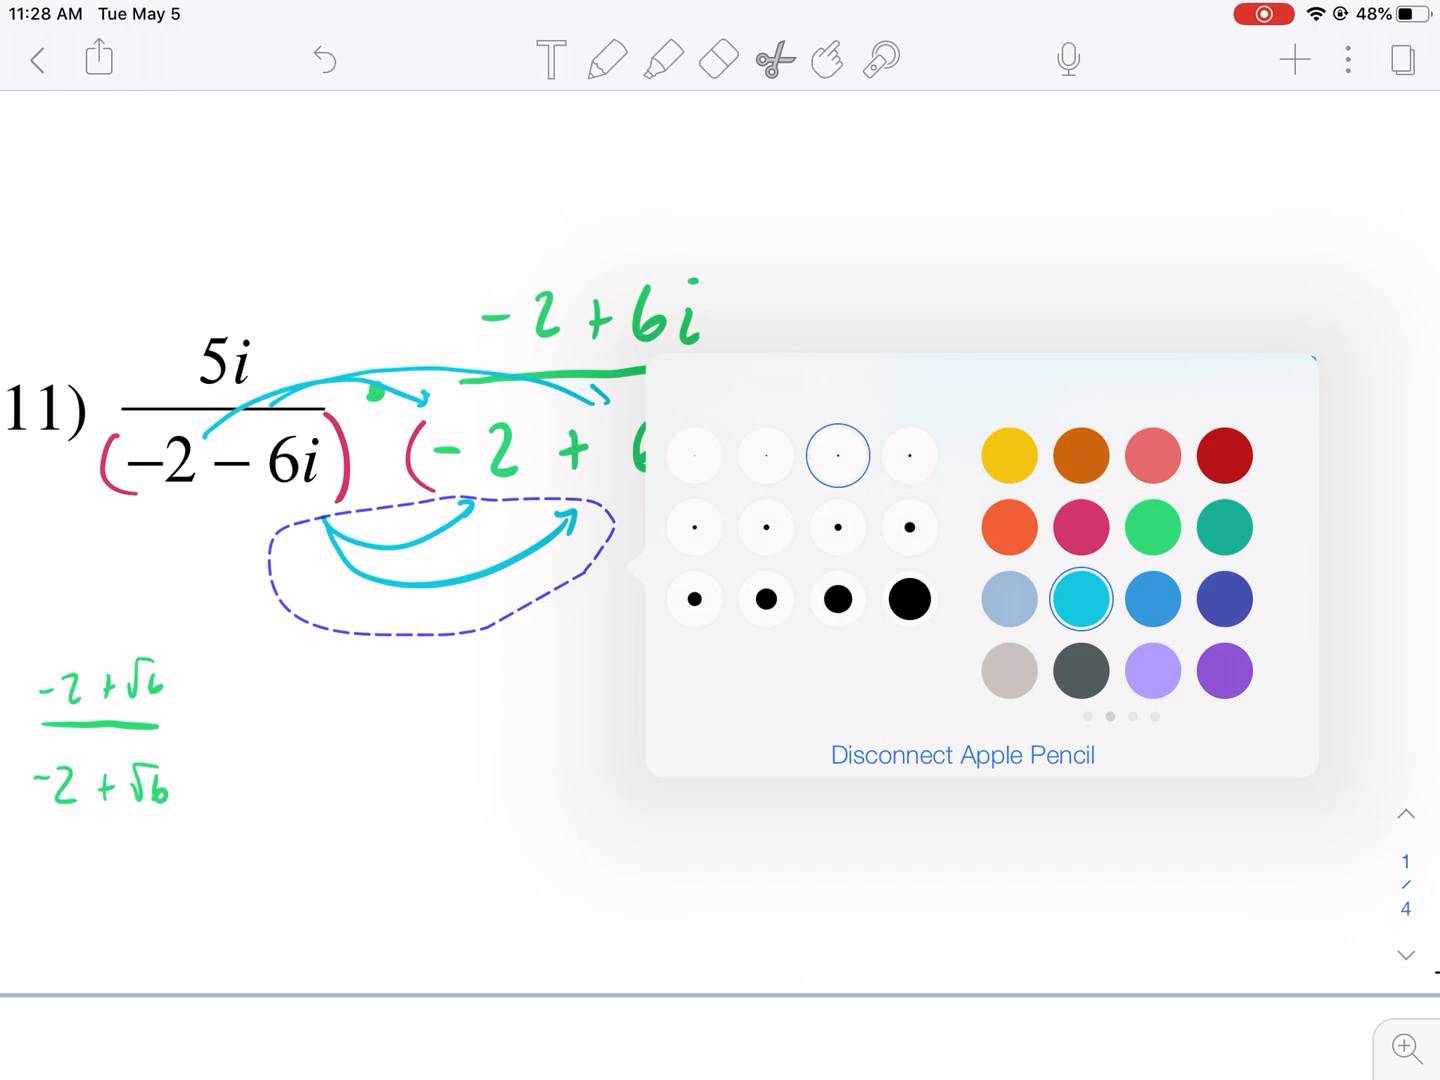 11:28 AM Tue May 5
48%
T
-2+6i
5i
11)
(−2 − 6i) (-2 + 6
-2+√6
-2+√6
Disconnect Apple Pencil
1
/
4